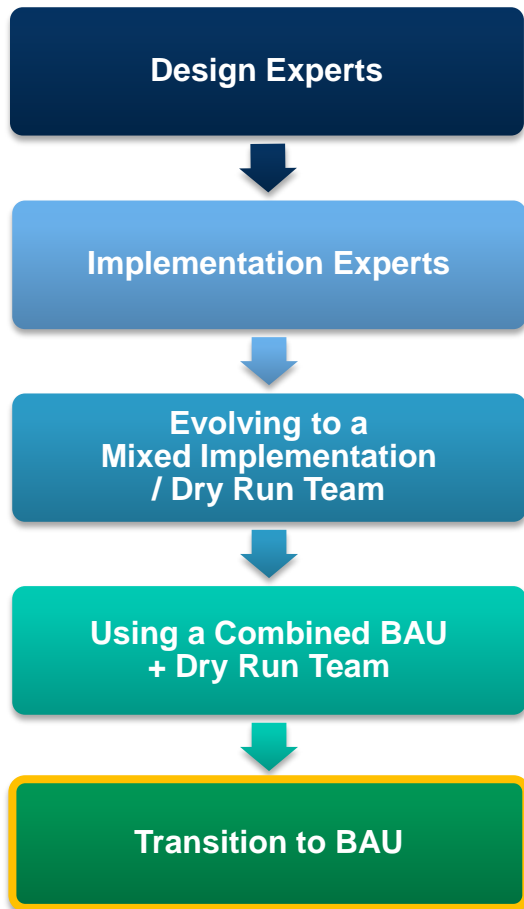 Design Experts
Implementation Experts
Evolving to a
Mixed Implementation
/ Dry Run Team
Using a Combined BAU
+ Dry Run Team
Transition to BAU